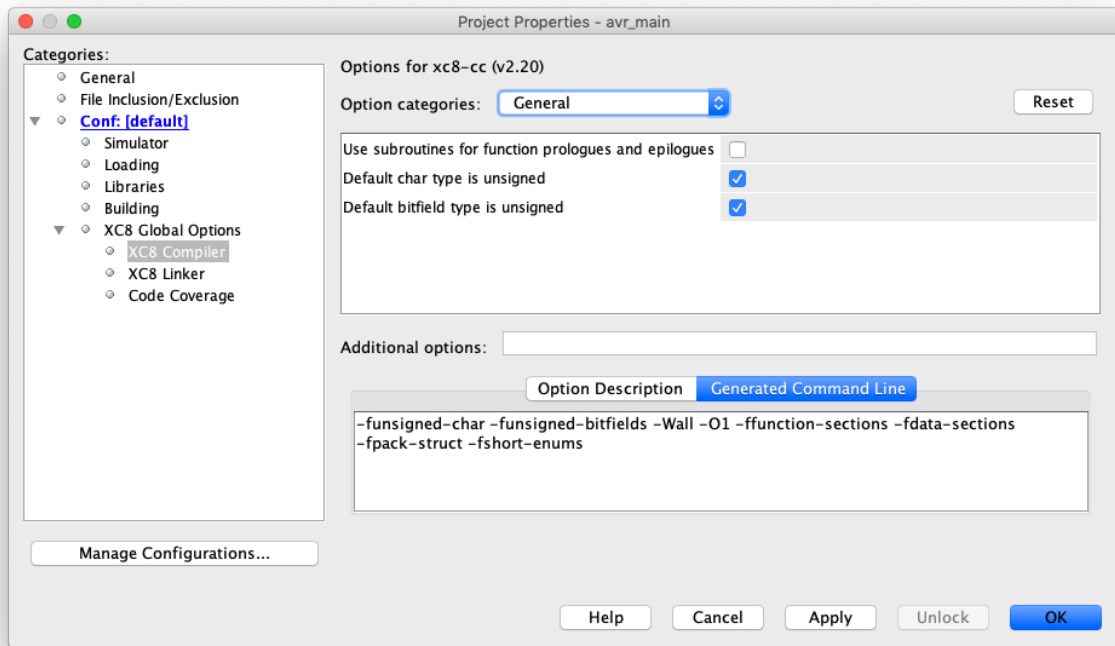 Project Properties - avr_main
Categories:
General
File Inclusion/Exclusion
Conf: [default]
Simulator
Loading
Libraries
Building
XC8 Global Options
XC8 Compiler
XC8 Linker
Code Coverage
Manage Configurations...
Options for xc8-cc (v2.20)
Option categories: General Reset
Use subroutines for function prologues and epilogues
Default char type is unsigned
Default bitfield type is unsigned
Additional options:
Option Description Generated Command Line
-funsigned-char -funsigned-bitfields -Wall -O1 -ffunction-sections -fdata-sections
-fpack-struct -fshort-enums
Help Cancel Apply Unlock OK